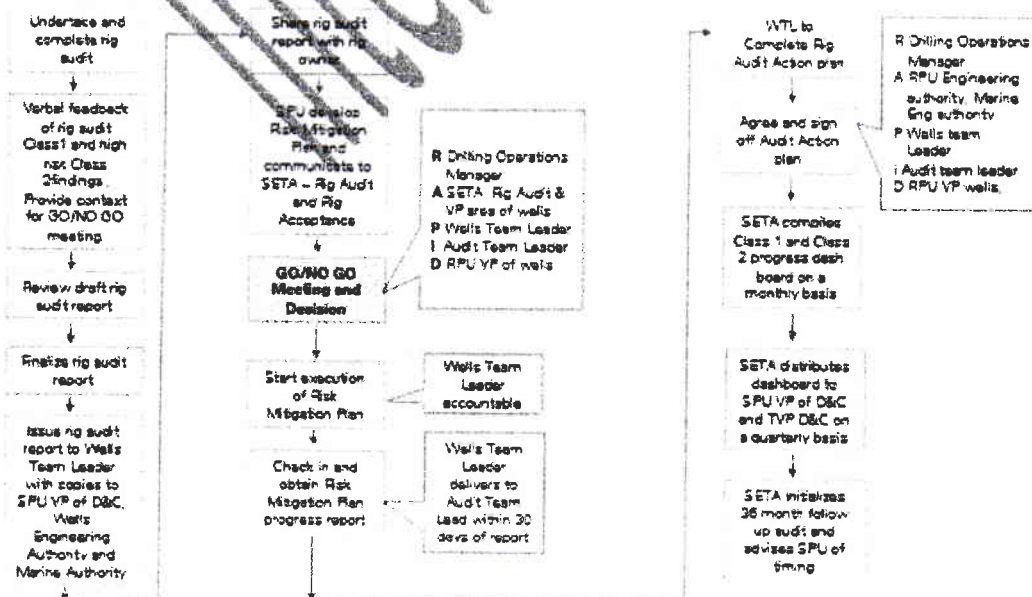 Undertake and
complete rig
audit
Verbal feedback
of rig audit
Class 1 and high
risk Class
2 findings.
Provide context
for GO/NO GO
meeting
Review draft rig
audit report
Finalize rig audit
report
Issue rig audit
report to Wells
Team Leader
with copies to
SPU VP of D&C,
Wells
Engineering
Authority and
Marine Authority
Share rig audit
report with rig
owner
SPU develops
Risk Mitigation
Plan and
communicate to
SETA – Rig Audit
and Rig
Acceptance
GO/NO GO
Meeting and
Decision
Start execution
of Risk
Mitigation Plan
Check in and
obtain Risk
Mitigation Plan
progress report
R Drilling Operations
Manager
A SETA Rig Audit &
VP area of wells
P Wells Team Leader
I Audit Team Leader
D RPU VP of wells
Wells Team
Leader
accountable
Wells Team
Leader
delivers to
Audit Team
Lead within 30
days of report
WTL to
Complete Rig
Audit Action plan
Agree and sign
off Audit Action
plan
SETA compiles
Class 1 and Class
2 progress dash
board on a
monthly basis
SETA distributes
dashboard to
SPU VP of D&C
and TVP D&C on
a quarterly basis
SETA initializes
36 month follow
up audit and
advises SPU of
timing
R Drilling Operations
Manager
A RPU Engineering
authority, Marine
Eng authority
P Wells team
Leader
I Audit team leader
D RPU VP wells,